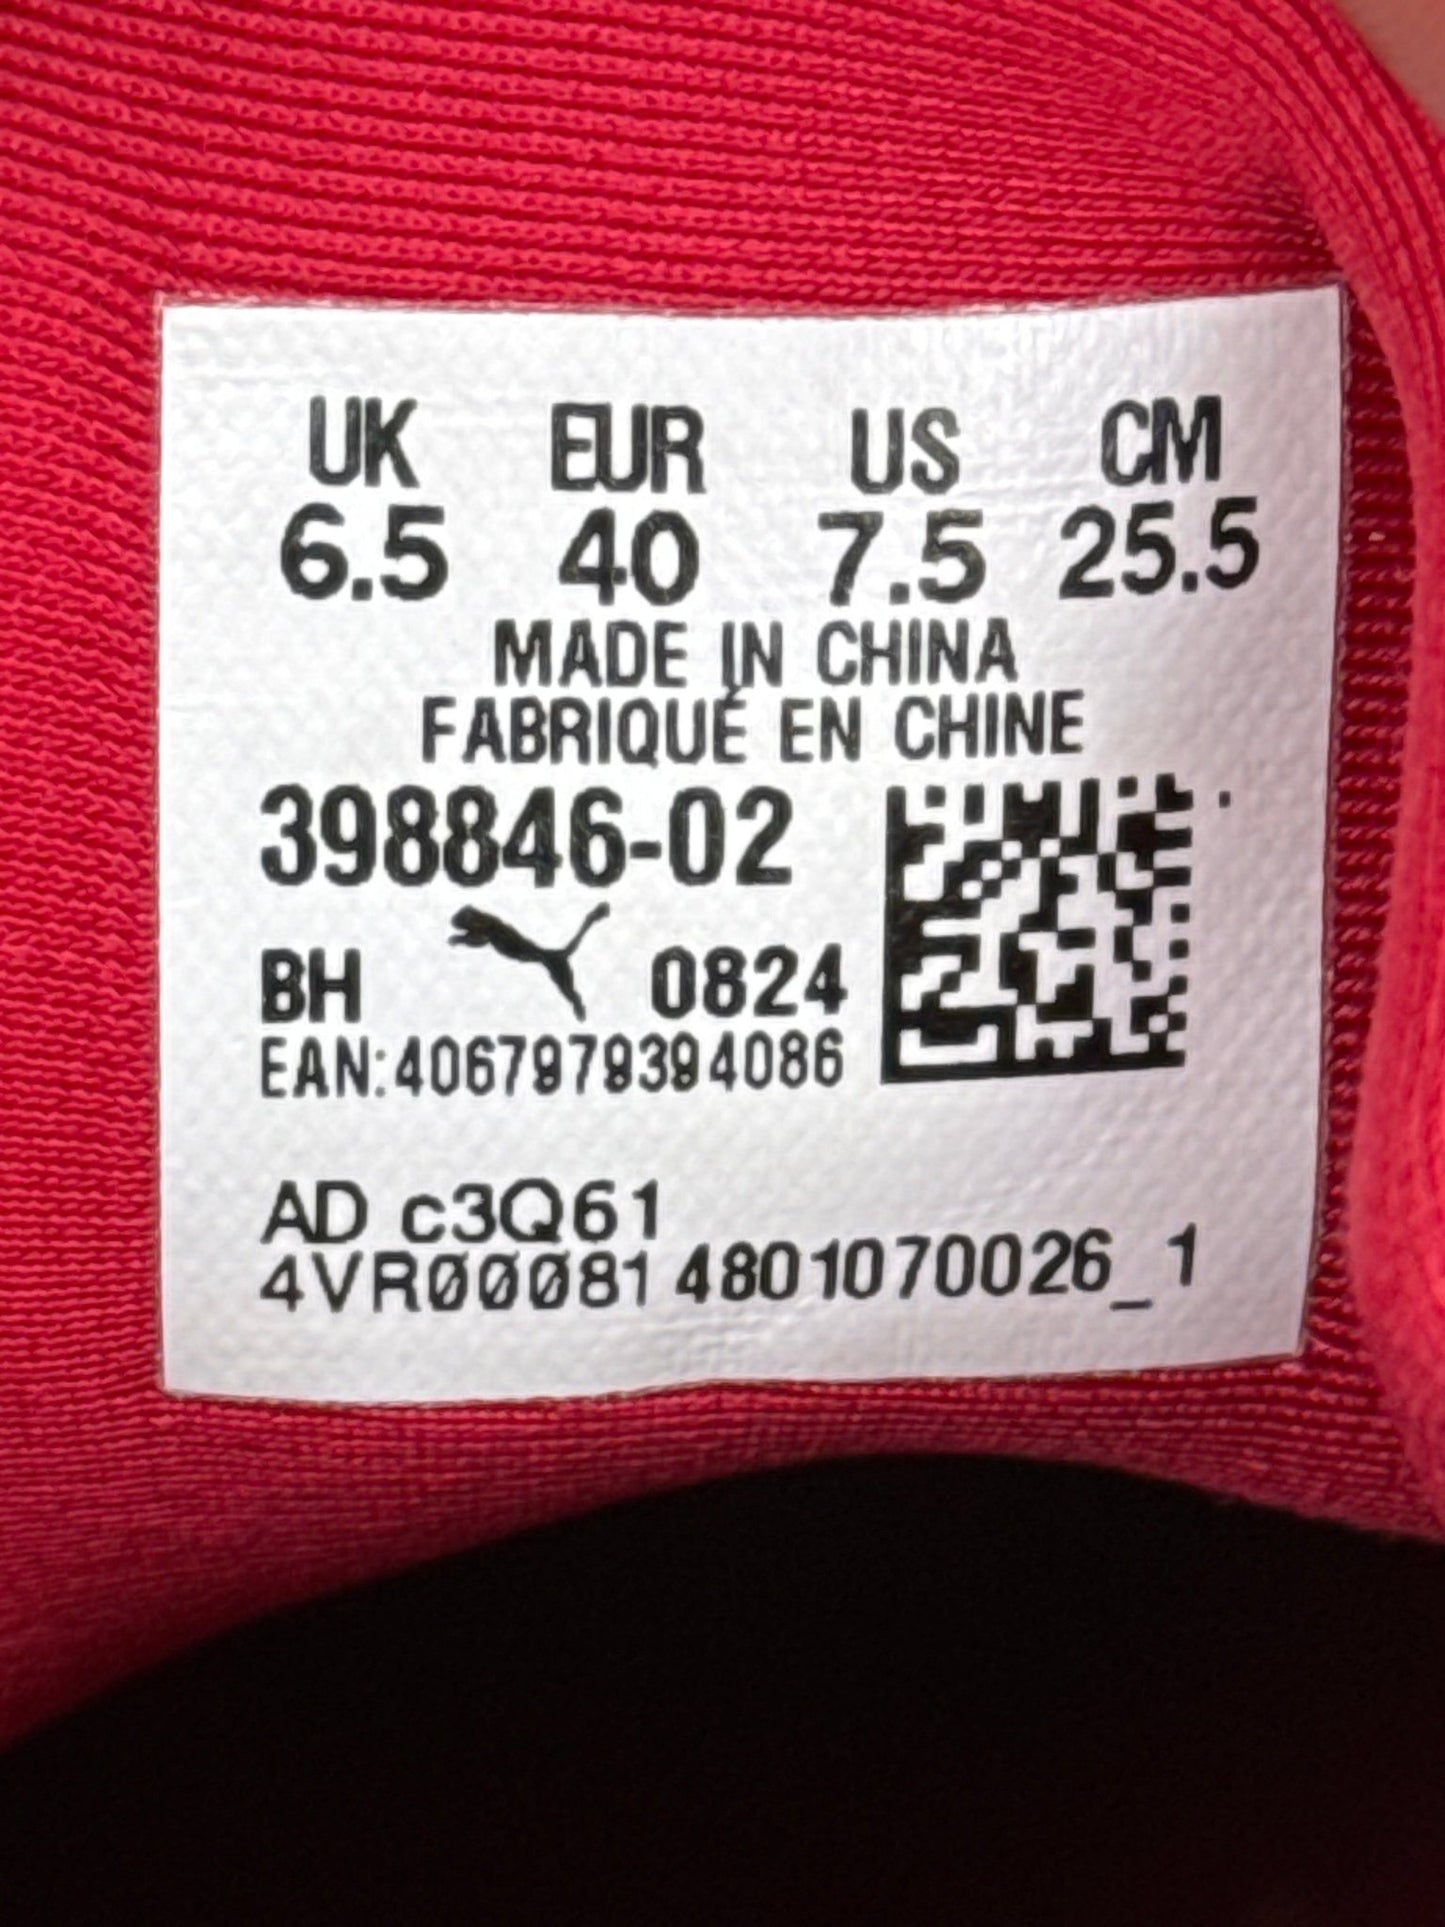 UK EUR US CM
6.5 40 7.5 25.5
MADE IN CHINA
FABRIQUÉ EN CHINE
398846-02
BH 0824
EAN:4067979394086
AD c3Q61
4VR00081 4801070026_1